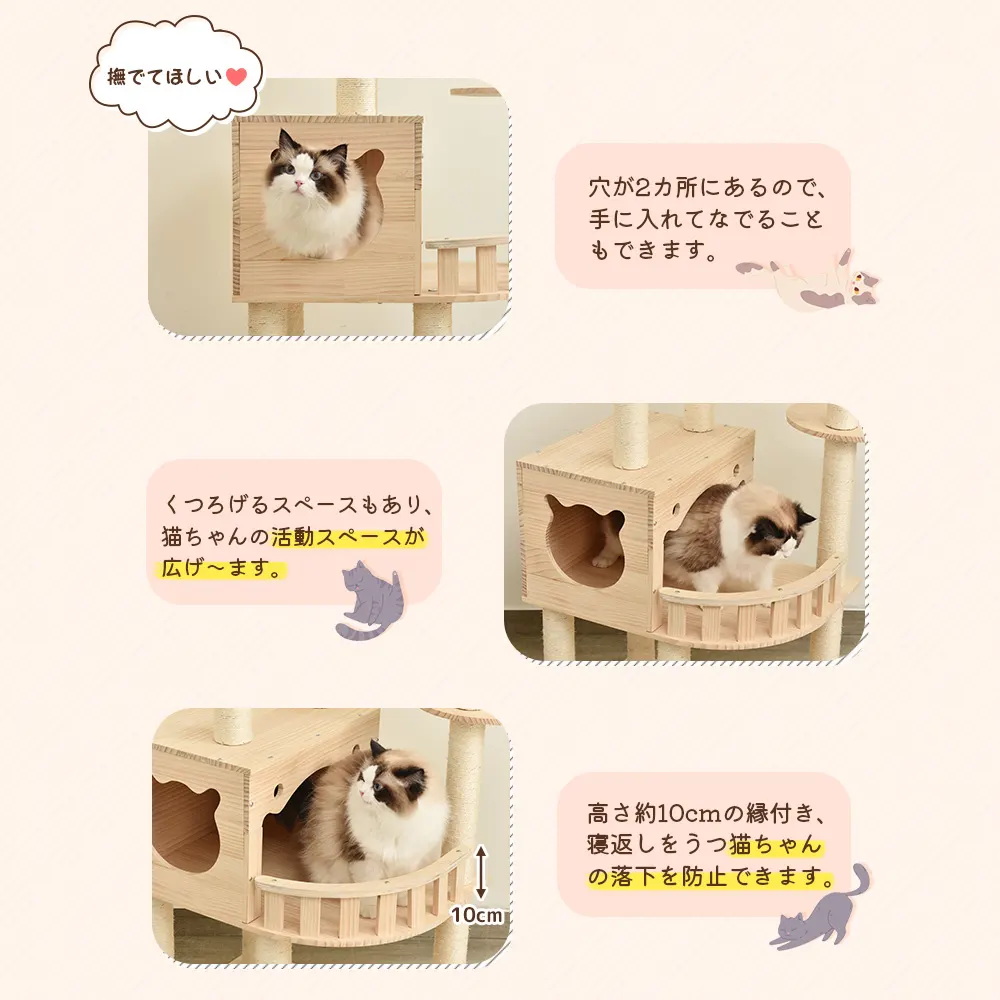 撫でてほしい
穴が2カ所にあるので、
手に入れてなでること
もできます。
くつろげるスペースもあり、
猫ちゃんの活動スペースが
広げ〜ます。
高さ約10cmの縁付き、
寝返しをうつ猫ちゃん
の落下を防止できます。
10cm